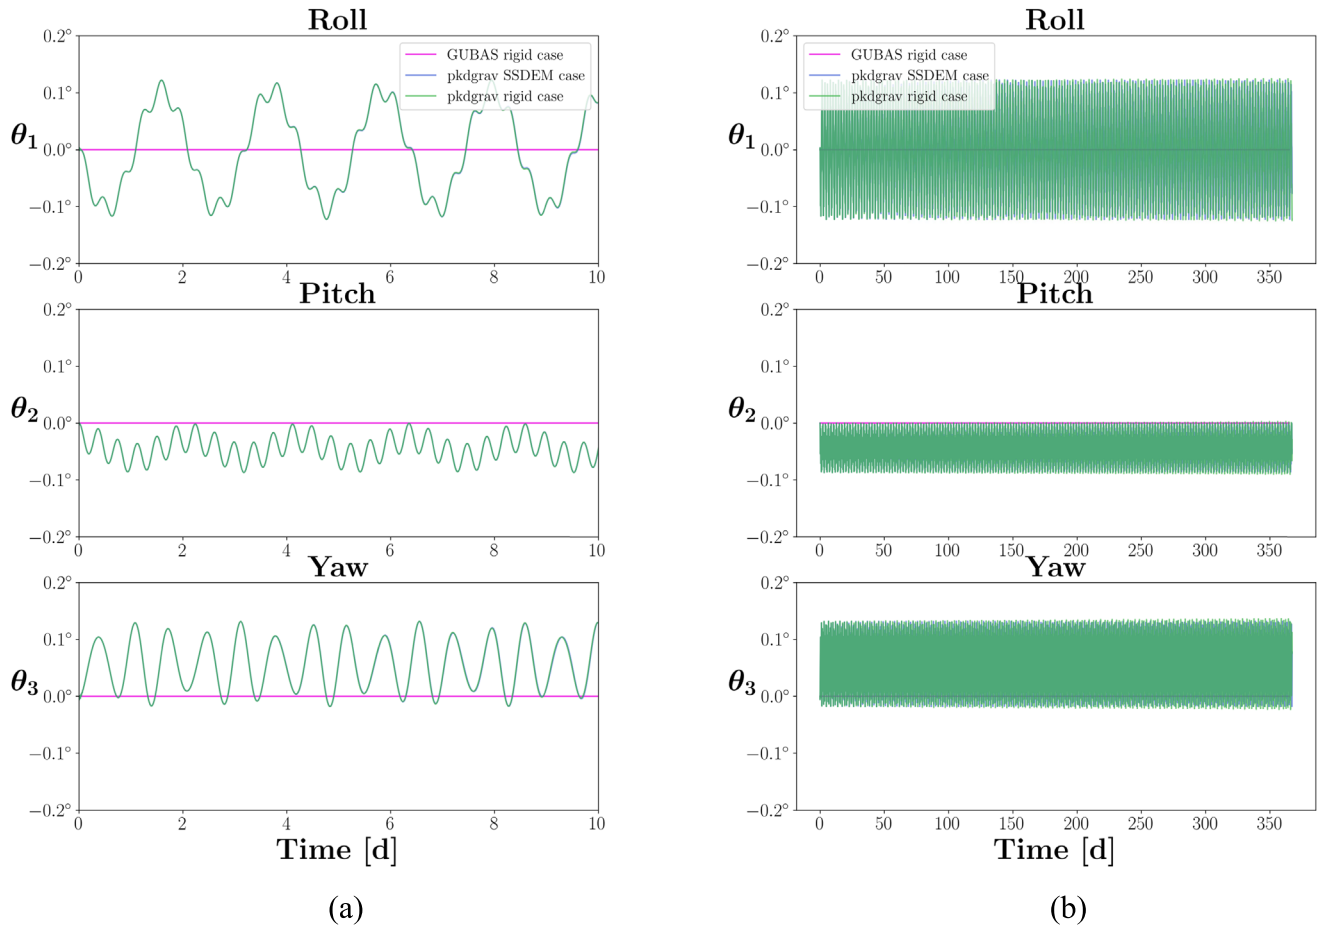 Roll
0.2°
0.1°
0.0°
−0.1°
−0.2°
θ₁
GUBAS rigid case
pkdgrav SSDEM case
pkdgrav rigid case
0 2 4 6 8 10
Pitch
0.2°
0.1°
0.0°
−0.1°
−0.2°
θ₂
0 2 4 6 8 10
Yaw
0.2°
0.1°
0.0°
−0.1°
−0.2°
θ₃
0 2 4 6 8 10
Time [d]
(a)
Roll
0.2°
0.1°
0.0°
−0.1°
−0.2°
θ₁
GUBAS rigid case
pkdgrav SSDEM case
pkdgrav rigid case
0 50 100 150 200 250 300 350
Pitch
0.2°
0.1°
0.0°
−0.1°
−0.2°
θ₂
0 50 100 150 200 250 300 350
Yaw
0.2°
0.1°
0.0°
−0.1°
−0.2°
θ₃
0 50 100 150 200 250 300 350
Time [d]
(b)